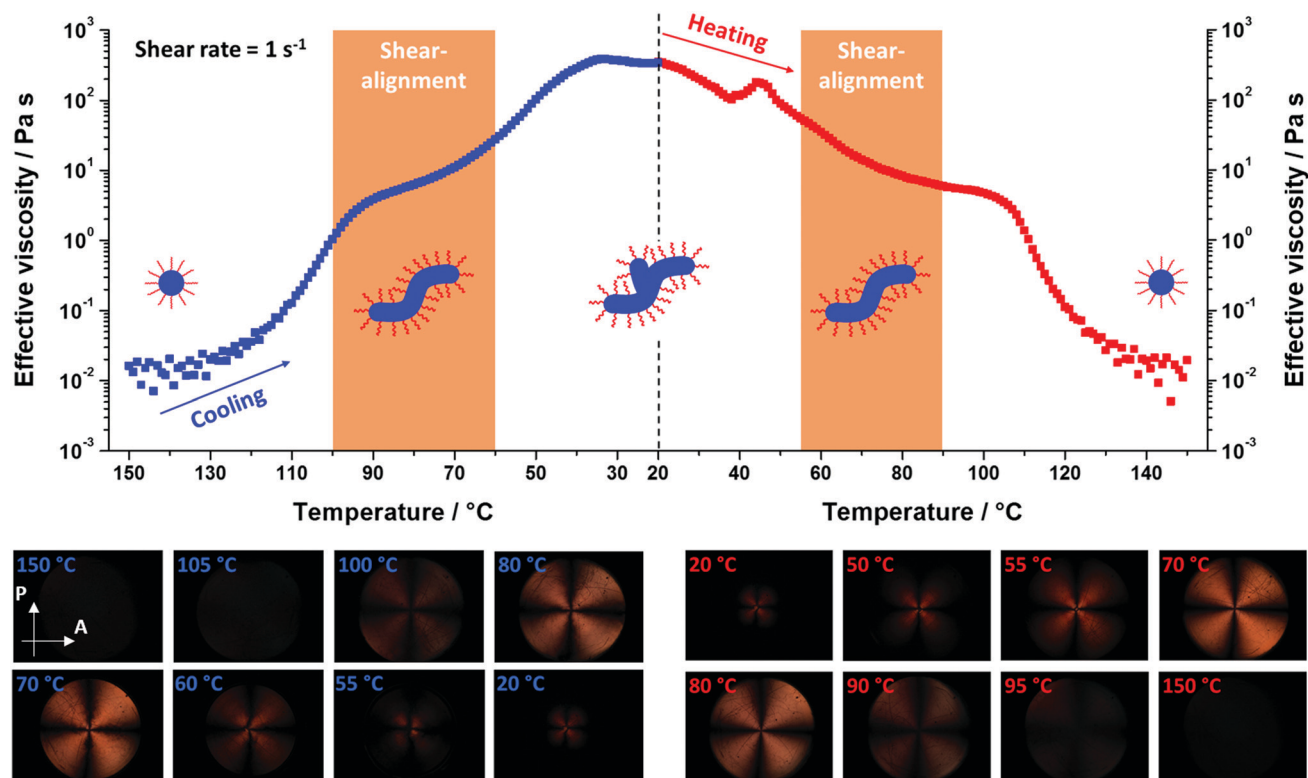 Shear rate = 1 s⁻¹
Shear-
alignment
Heating
Shear-
alignment
Cooling
Effective viscosity / Pa s
10³
10²
10¹
10⁰
10⁻¹
10⁻²
10⁻³
Effective viscosity / Pa s
10³
10²
10¹
10⁰
10⁻¹
10⁻²
10⁻³
150 130 110 90 70 50 30 20 40 60 80 100 120 140
Temperature / °C
Temperature / °C
150 °C
P
A
105 °C
100 °C
80 °C
20 °C
50 °C
55 °C
70 °C
70 °C
60 °C
55 °C
20 °C
80 °C
90 °C
95 °C
150 °C